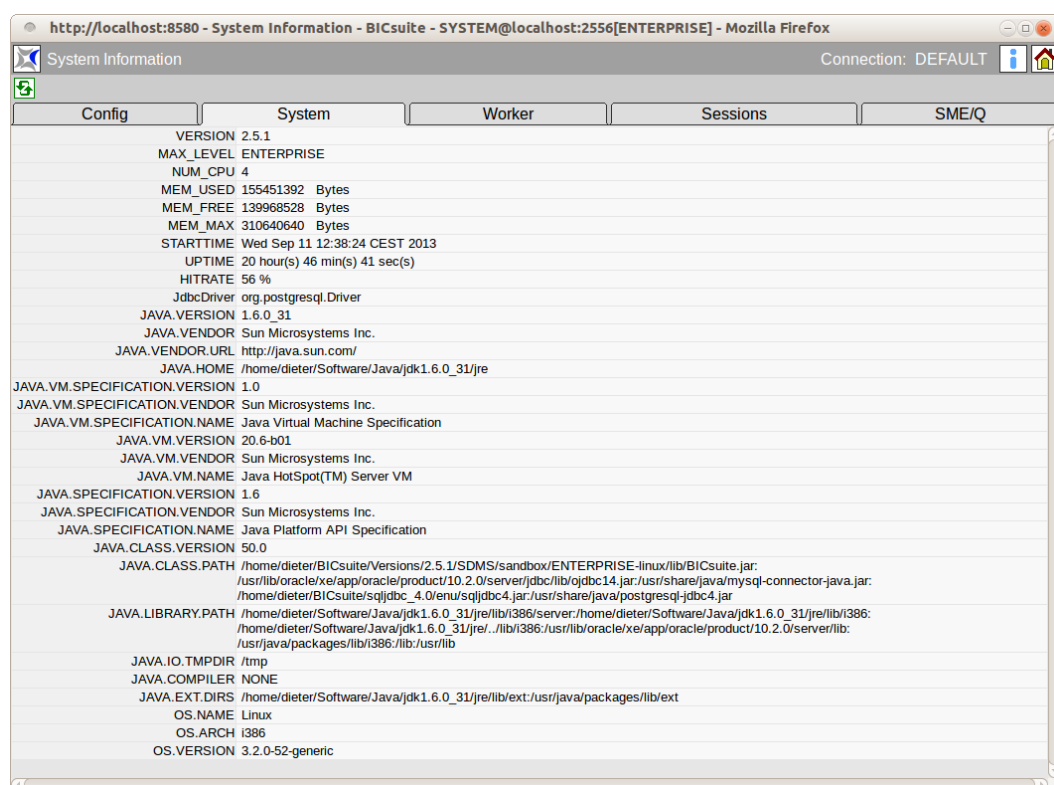 http://localhost:8580 - System Information - BICsuite - SYSTEM@localhost:2556[ENTERPRISE] - Mozilla Firefox
System Information Connection: DEFAULT
Config System Worker Sessions SME/Q
VERSION 2.5.1
MAX_LEVEL ENTERPRISE
NUM_CPU 4
MEM_USED 155451392 Bytes
MEM_FREE 139968528 Bytes
MEM_MAX 310640640 Bytes
STARTTIME Wed Sep 11 12:38:24 CEST 2013
UPTIME 20 hour(s) 46 min(s) 41 sec(s)
HITRATE 56 %
JdbcDriver org.postgresql.Driver
JAVA.VERSION 1.6.0_31
JAVA.VENDOR Sun Microsystems Inc.
JAVA.VENDOR.URL http://java.sun.com/
JAVA.HOME /home/dieter/Software/Java/jdk1.6.0_31/jre
JAVA.VM.SPECIFICATION.VERSION 1.0
JAVA.VM.SPECIFICATION.VENDOR Sun Microsystems Inc.
JAVA.VM.SPECIFICATION.NAME Java Virtual Machine Specification
JAVA.VM.VERSION 20.6-b01
JAVA.VM.VENDOR Sun Microsystems Inc.
JAVA.VM.NAME Java HotSpot(TM) Server VM
JAVA.SPECIFICATION.VERSION 1.6
JAVA.SPECIFICATION.VENDOR Sun Microsystems Inc.
JAVA.SPECIFICATION.NAME Java Platform API Specification
JAVA.CLASS.VERSION 50.0
JAVA.CLASS.PATH /home/dieter/BICsuite/Versions/2.5.1/SDMS/sandbox/ENTERPRISE-linux/lib/BICsuite.jar:
/usr/lib/oracle/xe/app/oracle/product/10.2.0/server/jdbc/lib/ojdbc14.jar:/usr/share/java/mysql-connector-java.jar:
/home/dieter/BICsuite/sqljdbc_4.0/enu/sqljdbc4.jar:/usr/share/java/postgresql-jdbc4.jar
JAVA.LIBRARY.PATH /home/dieter/Software/Java/jdk1.6.0_31/jre/lib/i386/server:/home/dieter/Software/Java/jdk1.6.0_31/jre/lib/i386:
/home/dieter/Software/Java/jdk1.6.0_31/jre/../lib/i386:/usr/lib/oracle/xe/app/oracle/product/10.2.0/server/lib:
/usr/java/packages/lib/i386:/lib:/usr/lib
JAVA.IO.TMPDIR /tmp
JAVA.COMPILER NONE
JAVA.EXT.DIRS /home/dieter/Software/Java/jdk1.6.0_31/jre/lib/ext:/usr/java/packages/lib/ext
OS.NAME Linux
OS.ARCH i386
OS.VERSION 3.2.0-52-generic